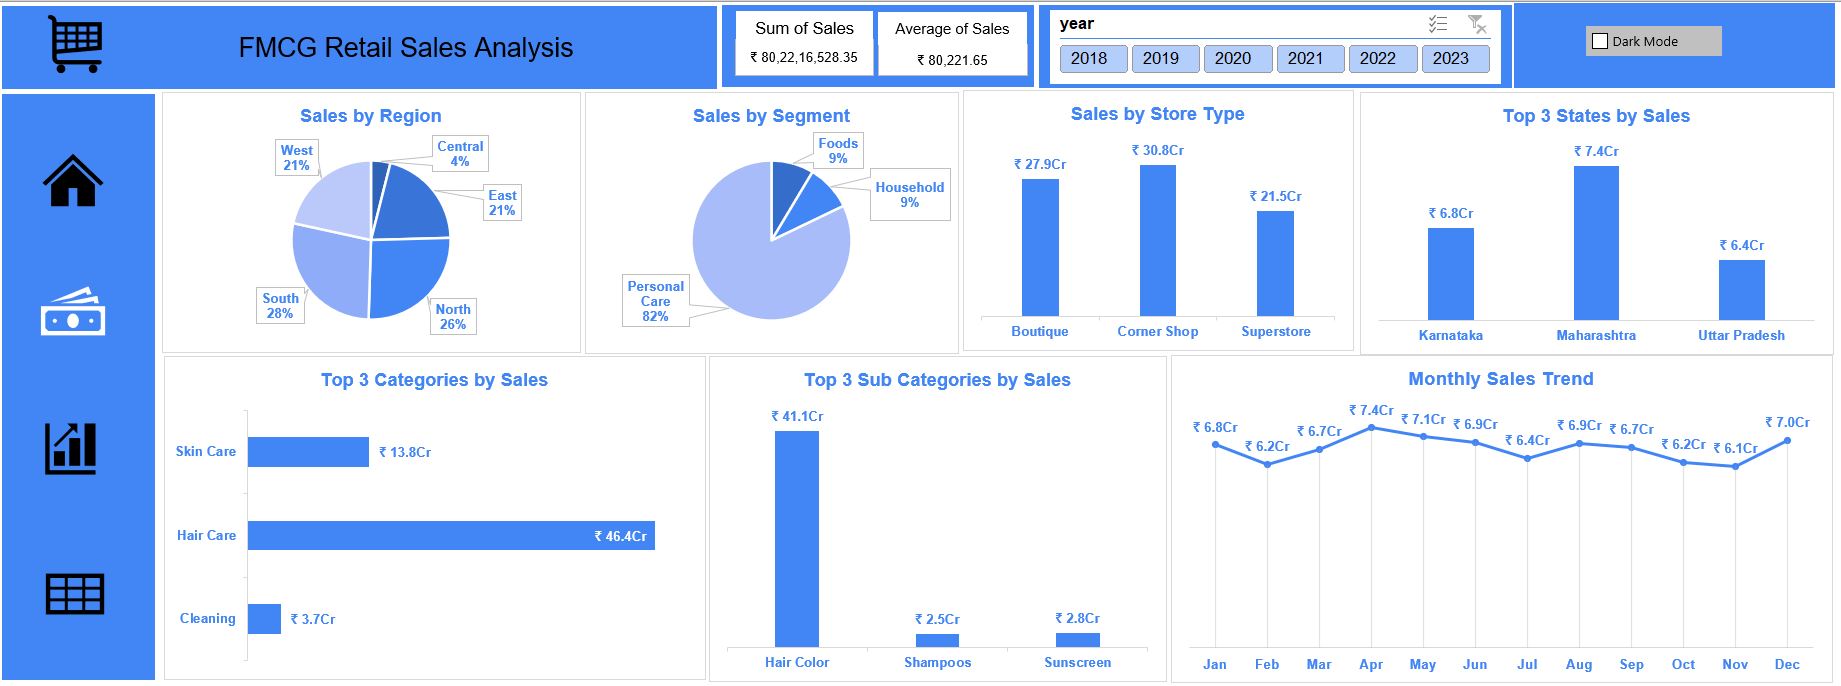 FMCG Retail Sales Analysis
Sum of Sales
₹ 80,22,16,528.35
Average of Sales
₹ 80,221.65
year
2018
2019
2020
2021
2022
2023
Dark Mode
Sales by Region
West
21%
Central
4%
East
21%
South
28%
North
26%
Sales by Segment
Foods
9%
Household
9%
Personal
Care
82%
Sales by Store Type
₹ 27.9Cr
₹ 30.8Cr
₹ 21.5Cr
Boutique
Corner Shop
Superstore
Top 3 States by Sales
₹ 6.8Cr
₹ 7.4Cr
₹ 6.4Cr
Karnataka
Maharashtra
Uttar Pradesh
Top 3 Categories by Sales
Skin Care
₹ 13.8Cr
Hair Care
₹ 46.4Cr
Cleaning
₹ 3.7Cr
Top 3 Sub Categories by Sales
₹ 41.1Cr
₹ 2.5Cr
₹ 2.8Cr
Hair Color
Shampoos
Sunscreen
Monthly Sales Trend
₹ 6.8Cr
₹ 6.2Cr
₹ 6.7Cr
₹ 7.4Cr
₹ 7.1Cr
₹ 6.9Cr
₹ 6.4Cr
₹ 6.9Cr
₹ 6.7Cr
₹ 6.2Cr
₹ 6.1Cr
₹ 7.0Cr
Jan
Feb
Mar
Apr
May
Jun
Jul
Aug
Sep
Oct
Nov
Dec